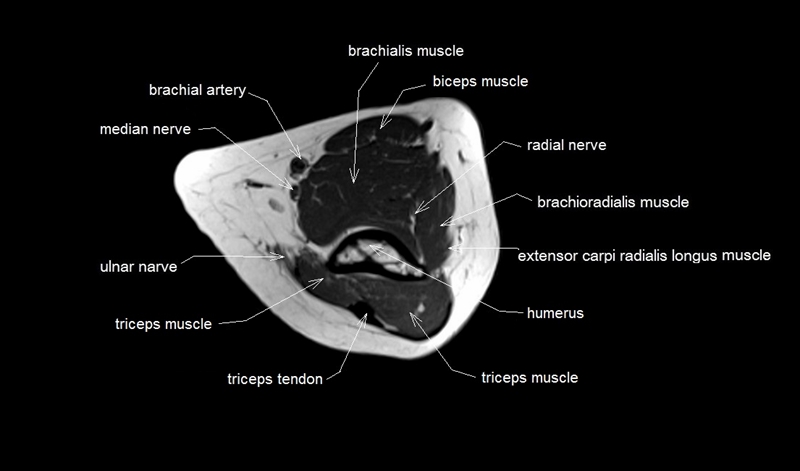 brachialis muscle
biceps muscle
brachial artery
median nerve
radial nerve
brachioradialis muscle
extensor carpi radialis longus muscle
ulnar narve
humerus
triceps muscle
triceps tendon
triceps muscle